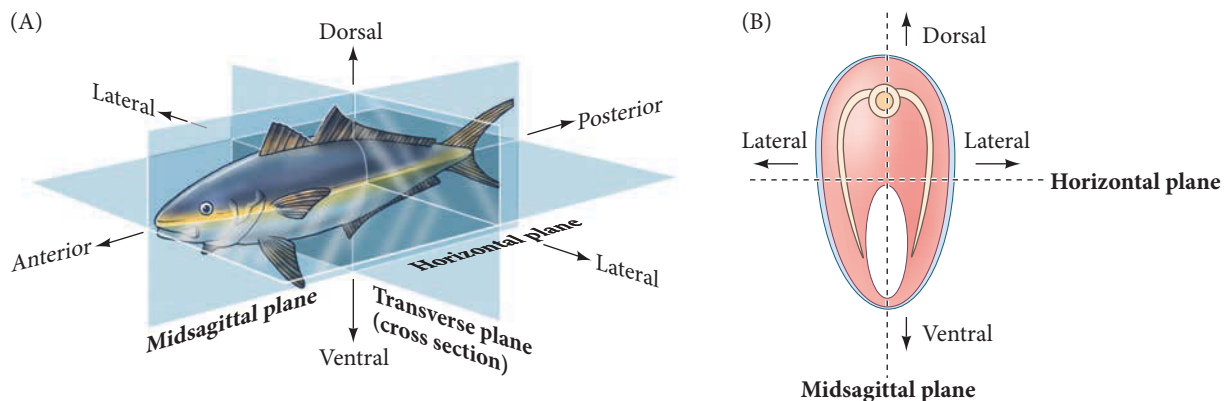 (A)
Dorsal
Lateral
Posterior
Anterior
Horizontal plane
Lateral
Midsagittal plane
Transverse plane
(cross section)
Ventral
(B)
Dorsal
Lateral
Lateral
Horizontal plane
Ventral
Midsagittal plane